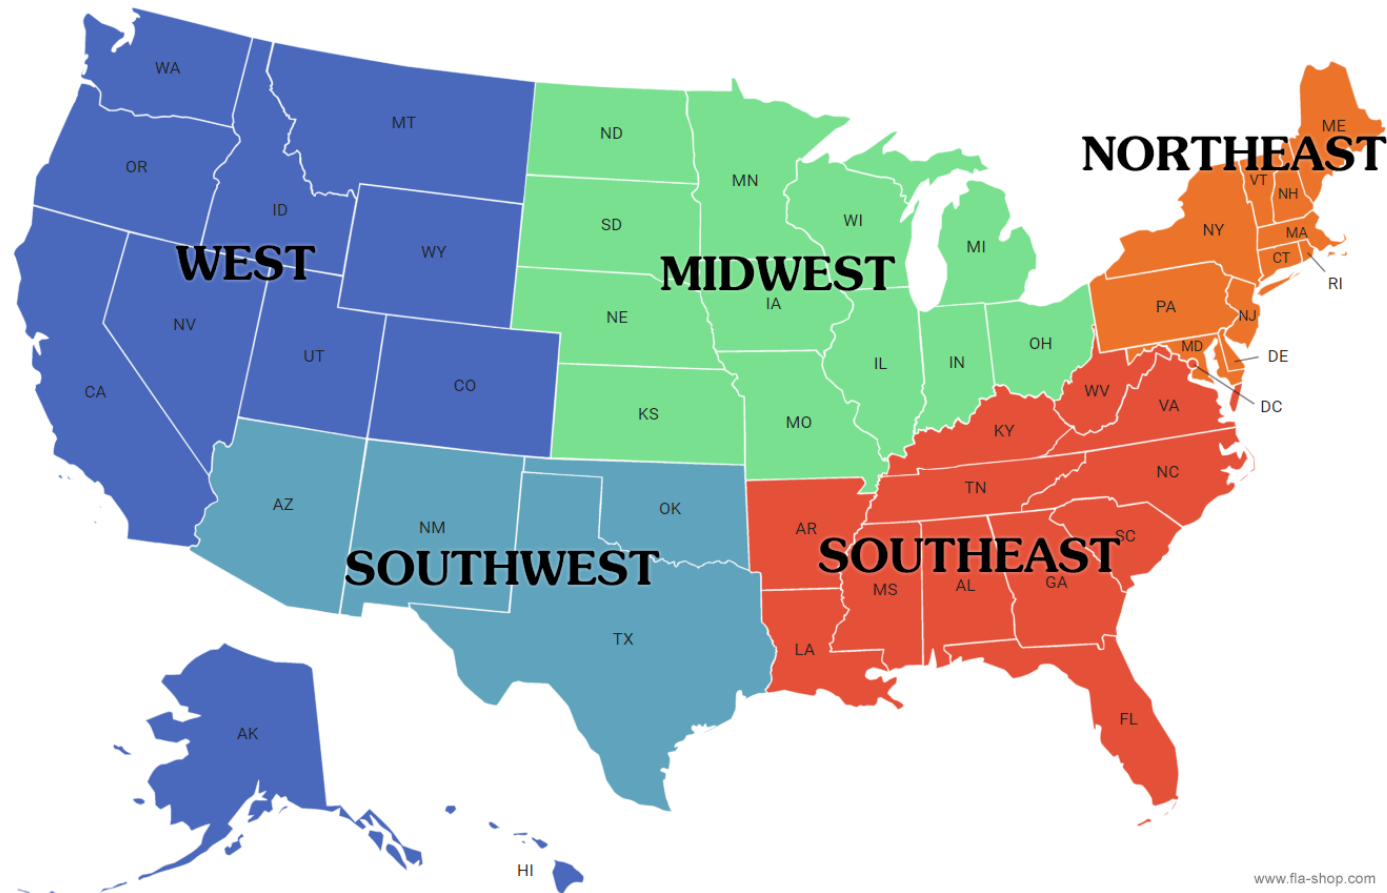 WA
MT
ND
ME
NORTHEAST
OR
MN
VT
NH
ID
SD
WI
NY
MA
WY
MI
CT
WEST
MIDWEST
RI
IA
PA
NV
NE
NJ
UT
OH
MD
DE
CO
IL
IN
CA
WV
DC
KS
VA
MO
KY
NC
TN
AZ
OK
NM
AR
SC
SOUTHWEST
SOUTHEAST
MS
AL
GA
TX
LA
FL
AK
HI
www.fla-shop.com